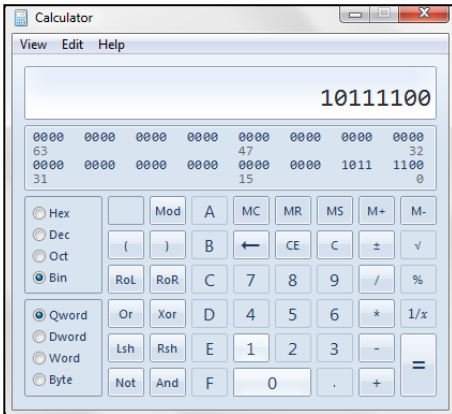 Calculator
View Edit Help
10111100
0000 0000 0000 0000 0000 0000 0000 0000
63 47 32
0000 0000 0000 0000 0000 0000 1011 1100
31 15 0
Hex Mod A MC MR MS M+ M-
Dec ( ) B ← CE C ± √
Oct
Bin RoL RoR C 7 8 9 / %
Qword Or Xor D 4 5 6 * 1/x
Dword
Word Lsh Rsh E 1 2 3 - =
Byte Not And F 0 . +